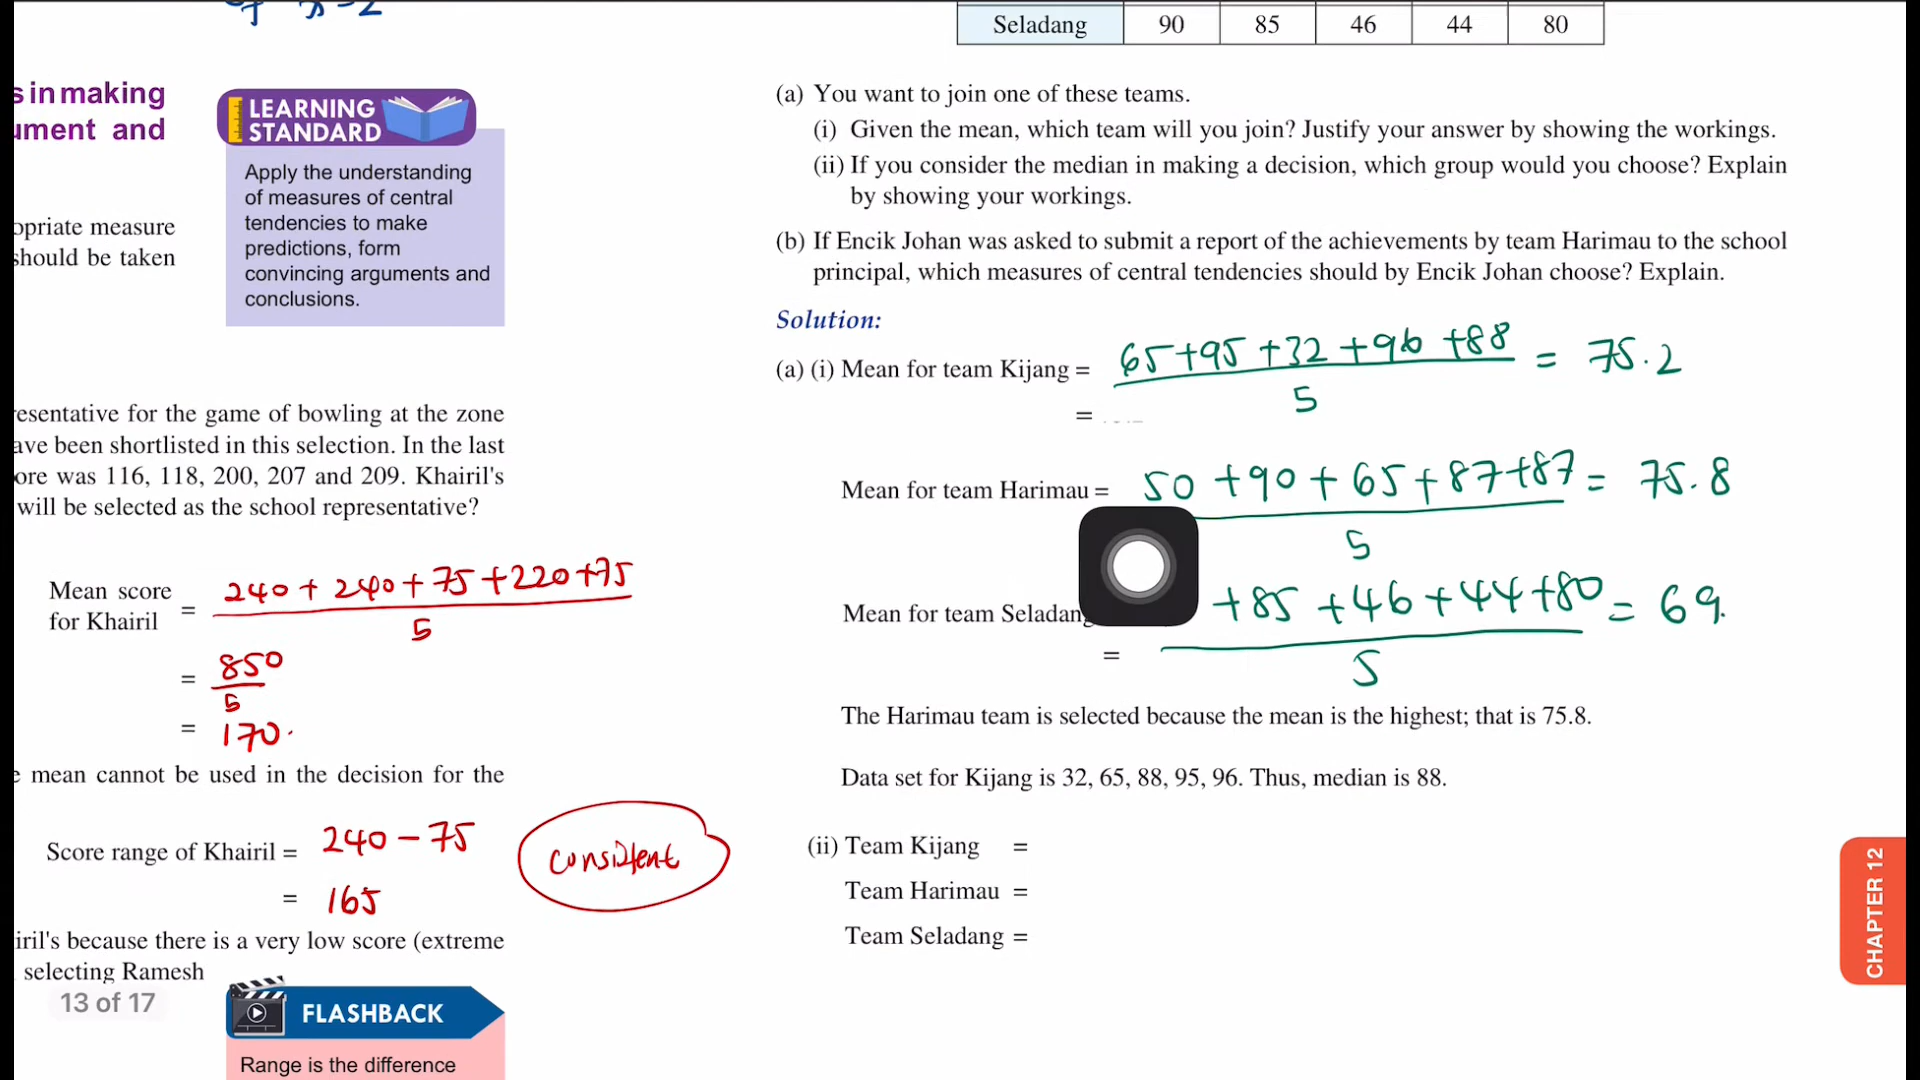 s in making
ument and
LEARNING
STANDARD
Apply the understanding
of measures of central
tendencies to make
predictions, form
convincing arguments and
conclusions.
opriate measure
should be taken
resentative for the game of bowling at the zone
ave been shortlisted in this selection. In the last
ore was 116, 118, 200, 207 and 209. Khairil's
will be selected as the school representative?
Mean score
for Khairil = 240 + 240 + 75 + 220 + 75
5
= 850
5
= 170.
e mean cannot be used in the decision for the
Score range of Khairil = 240 - 75
= 165
consistent
iril's because there is a very low score (extreme
selecting Ramesh
13 of 17
FLASHBACK
Range is the difference
Seladang 90 85 46 44 80
(a) You want to join one of these teams.
(i) Given the mean, which team will you join? Justify your answer by showing the workings.
(ii) If you consider the median in making a decision, which group would you choose? Explain
by showing your workings.
(b) If Encik Johan was asked to submit a report of the achievements by team Harimau to the school
principal, which measures of central tendencies should by Encik Johan choose? Explain.
Solution:
(a) (i) Mean for team Kijang = 65+95+32+96+88 = 75.2
5
=
Mean for team Harimau = 50+90+65+87+87 = 75.8
5
Mean for team Seladang +85+46+44+80 = 69.
5
=
The Harimau team is selected because the mean is the highest; that is 75.8.
Data set for Kijang is 32, 65, 88, 95, 96. Thus, median is 88.
(ii) Team Kijang =
Team Harimau =
Team Seladang =
CHAPTER 12